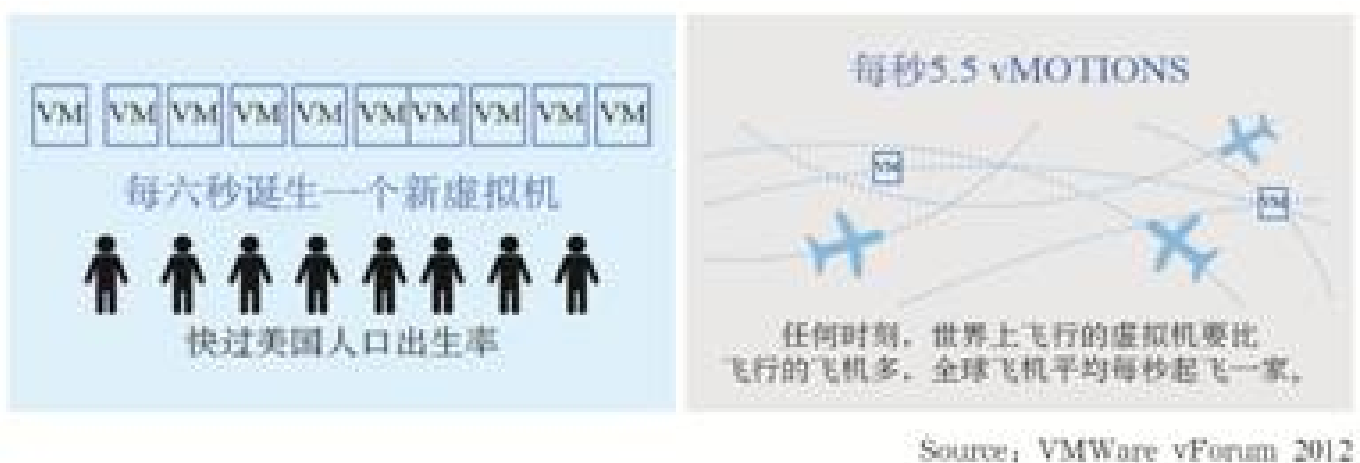 VM VM VM VM VM VM VM VM VM VM
每六秒诞生一个新虚拟机
快过美国人口出生率
每秒5.5 vMOTIONS
VM
VM
任何时刻，世界上飞行的虚拟机要比
飞行的飞机多，全球飞机平均每秒起飞一家。
Source: VMWare vForum 2012